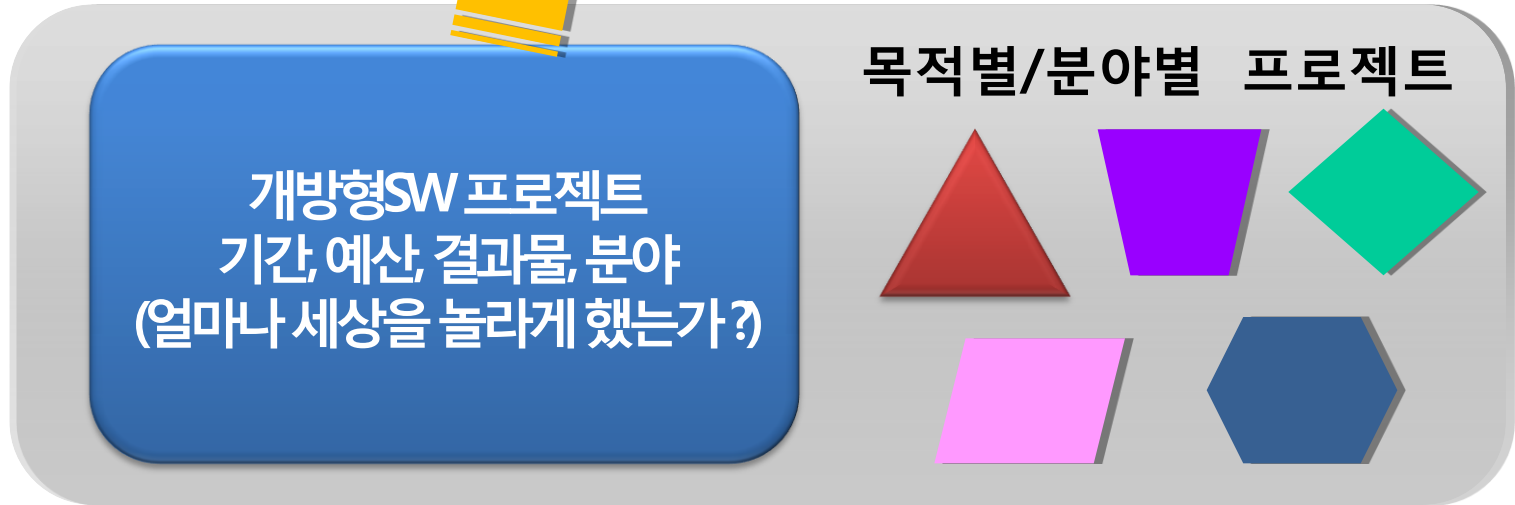 목적별/분야별 프로젝트
개방형SW 프로젝트
기간, 예산, 결과물, 분야
(얼마나 세상을 놀라게 했는가?)